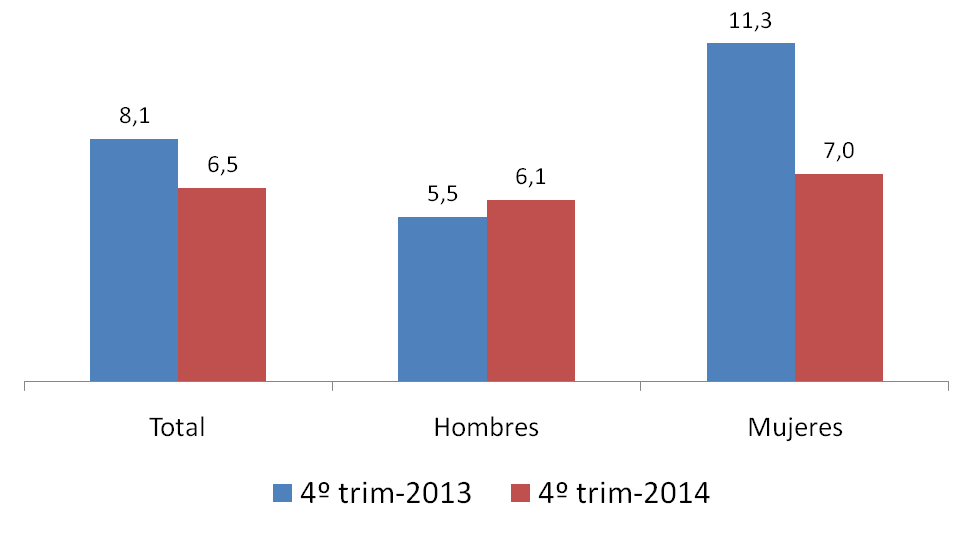 11,3
8,1
6,5
5,5
6,1
7,0
Total
Hombres
Mujeres
4º trim-2013
4º trim-2014